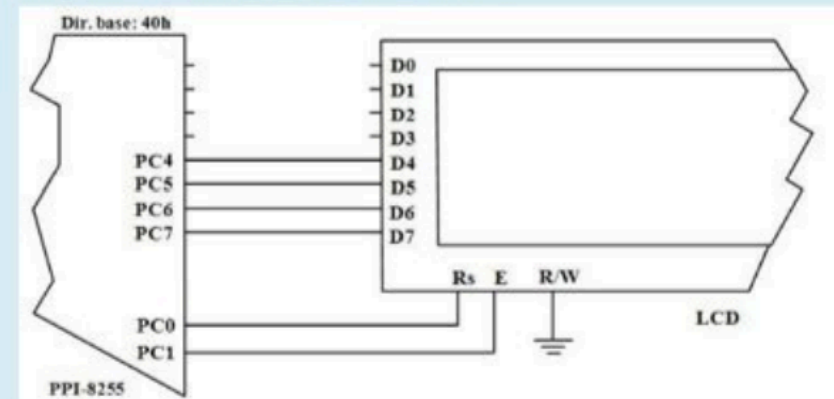 Dir. base: 40h
D0
D1
D2
D3
PC4 D4
PC5 D5
PC6 D6
PC7 D7
Rs E R/W
PC0 LCD
PC1
PPI-8255